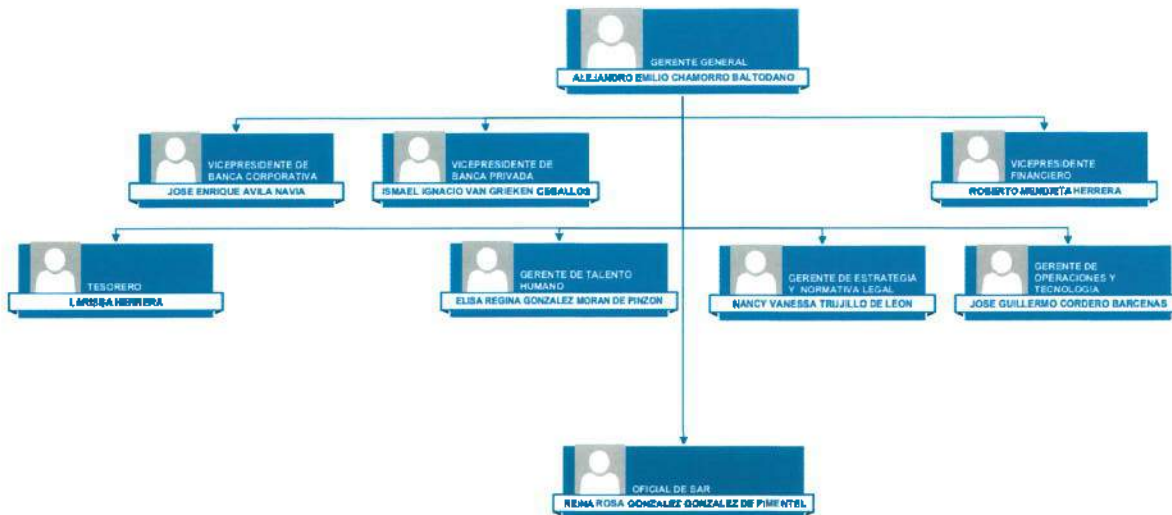 GERENTE GENERAL
ALEJANDRO EMILIO CHAMORRO BALTODANO
VICEPRESIDENTE DE
BANCA CORPORATIVA
JOSE ENRIQUE AVILA NAVIA
VICEPRESIDENTE DE
BANCA PRIVADA
ISMAEL IGNACIO VAN GRIEKEN CEBALLOS
VICEPRESIDENTE
FINANCIERO
ROBERTO MENDIETA HERRERA
TESORERO
LARISSA HERRERA
GERENTE DE TALENTO
HUMANO
ELISA REGINA GONZALEZ MORAN DE PINZON
GERENTE DE ESTRATEGIA
Y NORMATIVA LEGAL
NANCY VANESSA TRUJILLO DE LEON
GERENTE DE
OPERACIONES Y
TECNOLOGIA
JOSE GUILLERMO CORDERO BARCENAS
OFICIAL DE SAR
REINA ROSA GONZALEZ GONZALEZ DE PIMENTEL